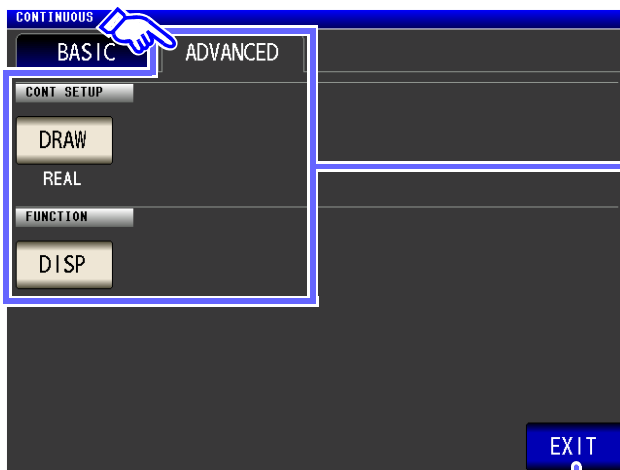 CONTINUOUS
BASIC ADVANCED
CONT SETUP
DRAW
REAL
FUNCTION
DISP
EXIT